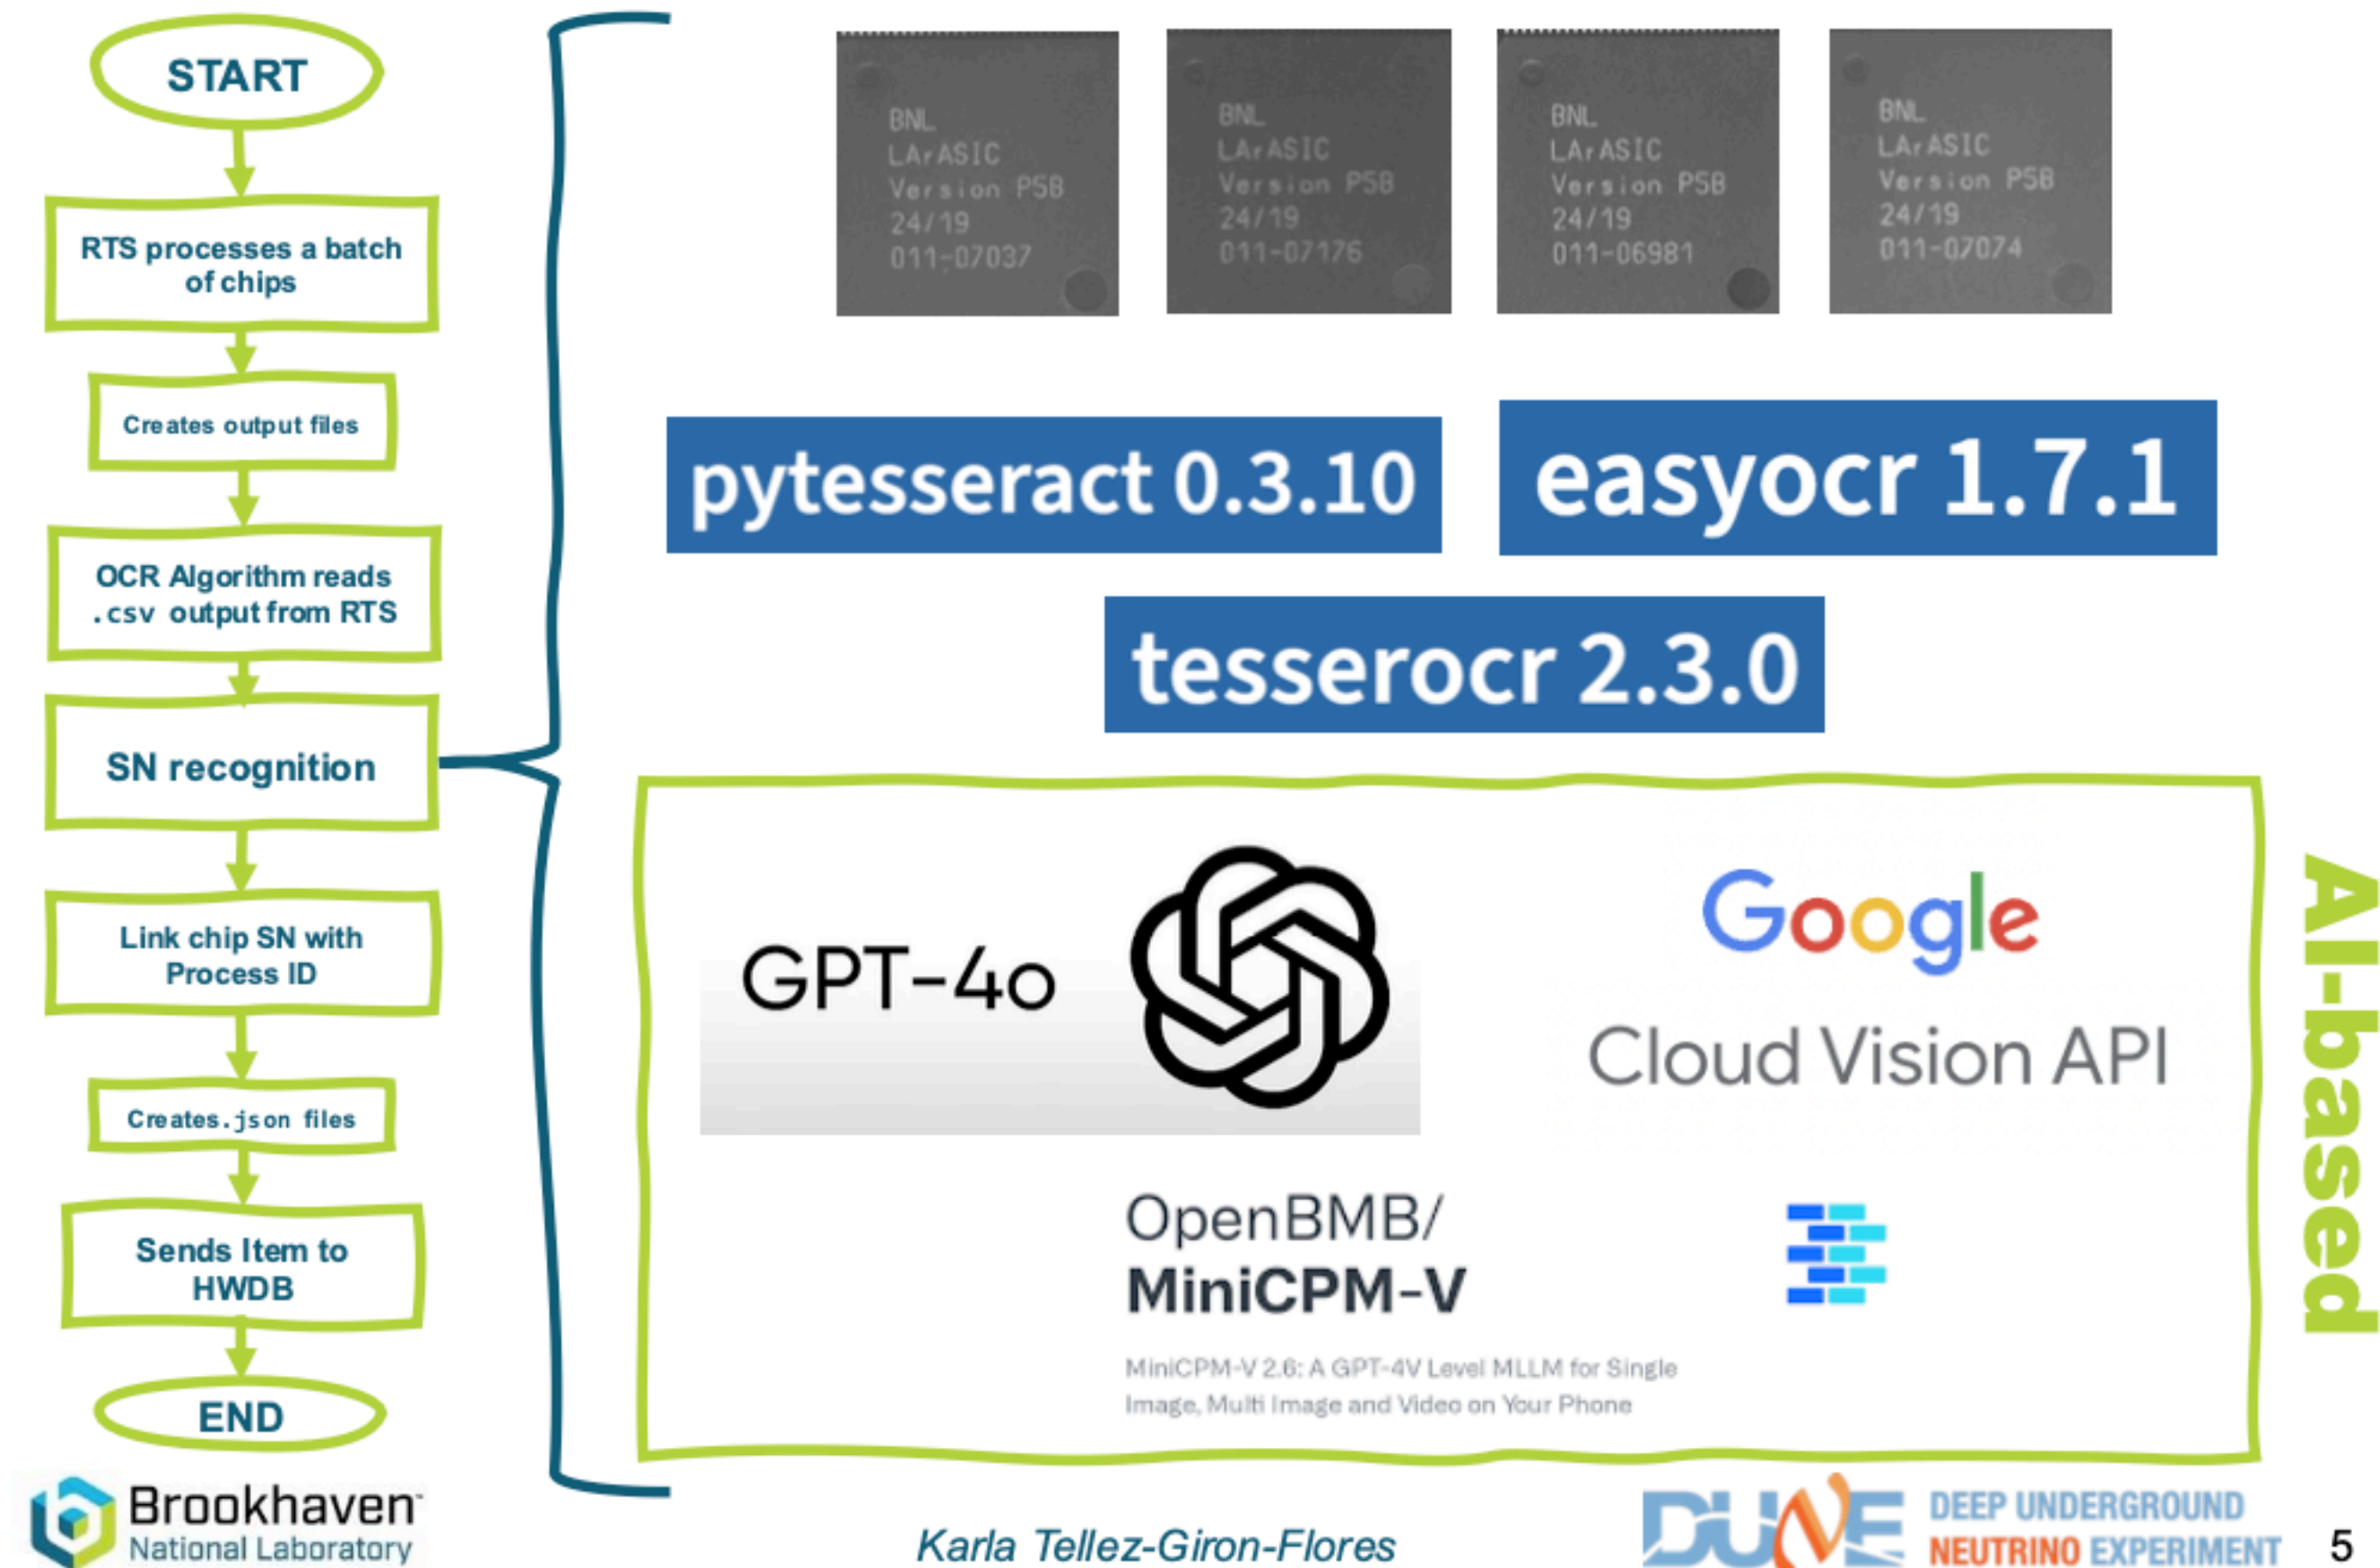 START
RTS processes a batch
of chips
Creates output files
OCR Algorithm reads
.csv output from RTS
SN recognition
Link chip SN with
Process ID
Creates.json files
Sends Item to
HWDB
END
BNL
LArASIC
Version P5B
24/19
011-07037
BNL
LArASIC
Version P5B
24/19
011-07176
BNL
LArASIC
Version P5B
24/19
011-06981
BNL
LArASIC
Version P5B
24/19
011-07074
pytesseract 0.3.10
easyocr 1.7.1
tesserocr 2.3.0
GPT-4o
Google
Cloud Vision API
OpenBMB/
MiniCPM-V
MiniCPM-V 2.6: A GPT-4V Level MLLM for Single
Image, Multi Image and Video on Your Phone
AI-based
Brookhaven™
National Laboratory
Karla Tellez-Giron-Flores
DUNE
DEEP UNDERGROUND
NEUTRINO EXPERIMENT
5